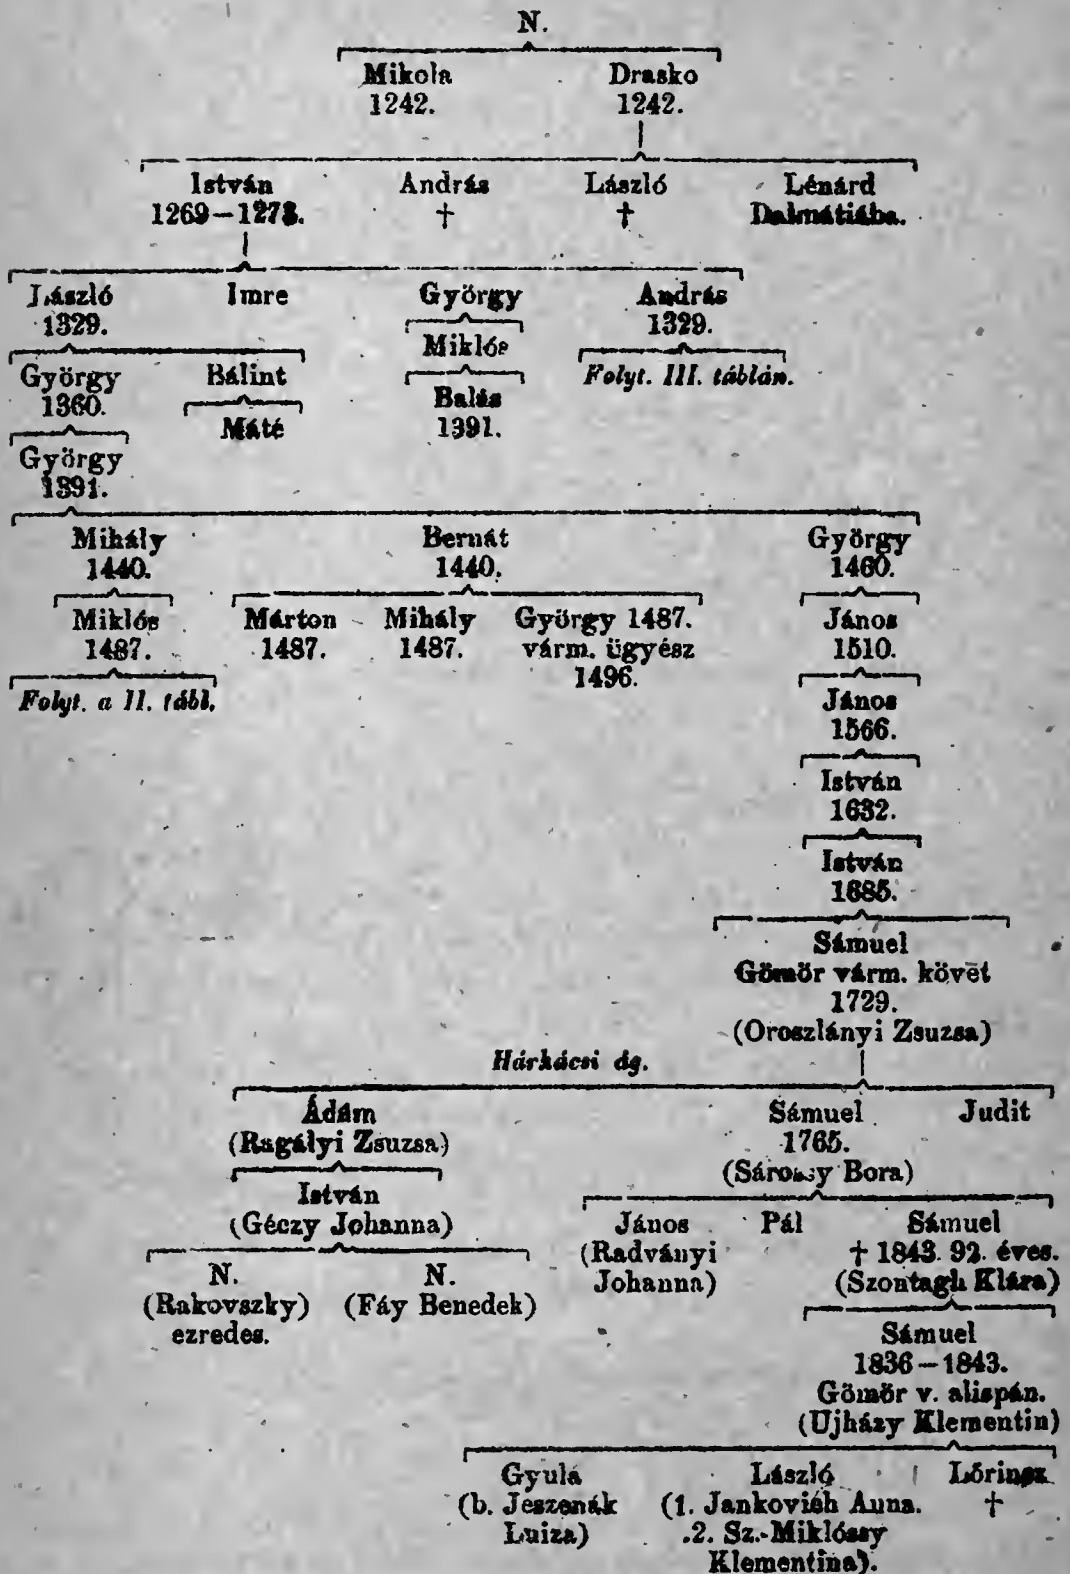 N.
Mikola Drasko
1242. 1242.
István András László Lénárd
1269–1273. † † Dalmátiába.
László Imre György András
1329. 1329.
Miklós
Folyt. III. táblán.
György Bálint
1360. Balás
Máté 1391.
György
1391.
Mihály Bernát György
1440. 1440. 1460.
Miklós Márton Mihály György 1487. János
1487. 1487. 1487. várm. ügyész 1510.
1496.
Folyt. a II. tábl. János
1566.
István
1632.
István
1685.
Sámuel
Gömör várm. követ
1729.
(Oroszlányi Zsuzsa)
Hárkácsi ág.
Ádám Sámuel Judit
(Ragályi Zsuzsa) 1765.
(Sárossy Bora)
István
(Géczy Johanna) János Pál Sámuel
(Radványi † 1843. 92. éves.
Johanna) (Szontagh Klára)
N. N.
(Rakovszky) (Fáy Benedek)
ezredes.
Sámuel
1836–1843.
Gömör v. alispán.
(Ujházy Klementin)
Gyula László Lőrincz
(b. Jeszenák (1. Jankovich Anna. †
Luiza) 2. Sz.-Miklóssy
Klementina).